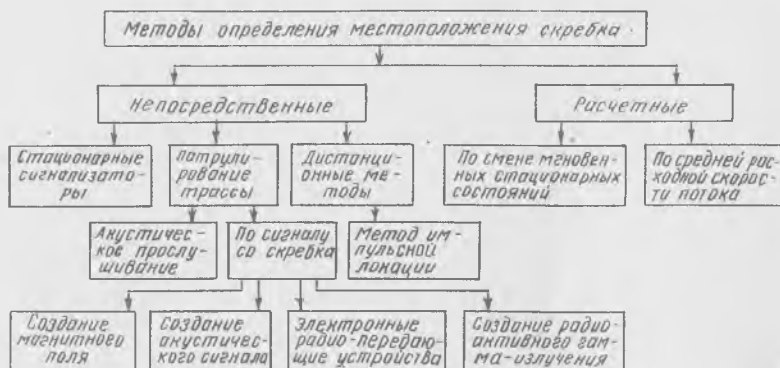 Методы определения местоположения скребка
Непосредственные
Расчетные
Стационарные
сигнализато-
ры
Патрули-
рование
трассы
Дистанци-
онные ме-
тоды
По смене мгновен-
ных стационарных
состояний
По средней рас-
ходной скорос-
ти потока
Акустичес-
кое прослу-
шивание
По сигналу
со скребка
Метод им-
пульсной
локации
Создание
магнитного
поля
Создание
акустичес-
кого сигнала
Электронные
радио-передаю-
щие устройства
Создание радио-
активного гам-
ма-излучения